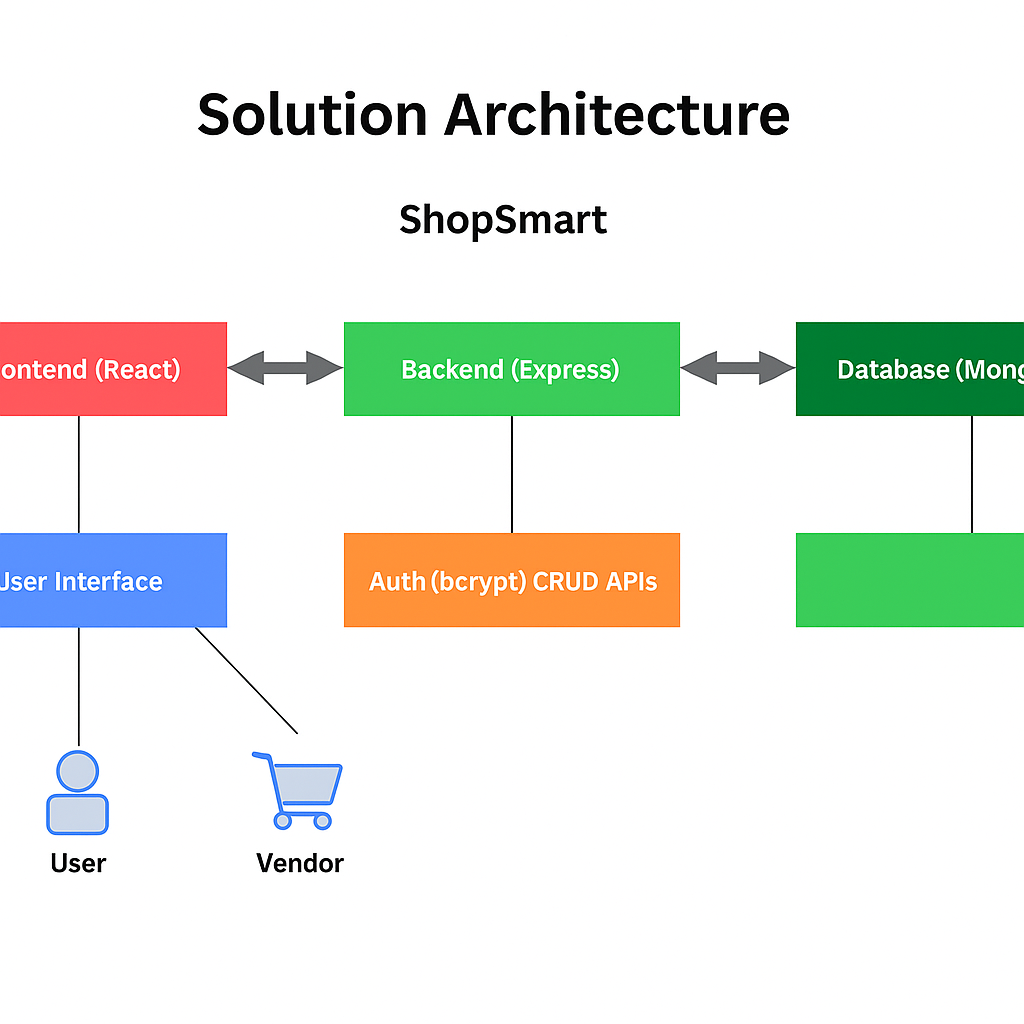 Solution Architecture
ShopSmart
ontend (React)
Backend (Express)
Database (Mong
User Interface
Auth (bcrypt) CRUD APIs
User
Vendor